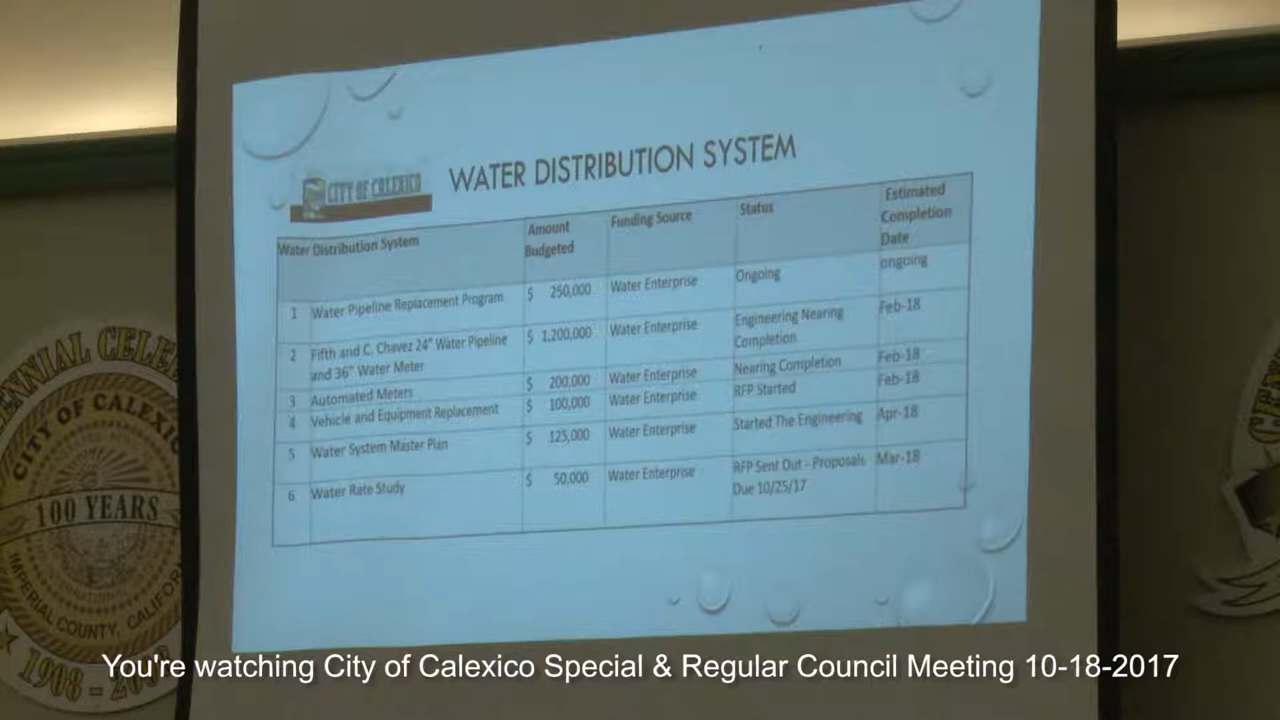 WATER DISTRIBUTION SYSTEM
CITY OF CALEXICO
Water Distribution System Amount Budgeted Funding Source Status Estimated Completion Date
1 Water Pipeline Replacement Program $ 250,000 Water Enterprise Ongoing ongoing
2 Fifth and C. Chavez 24" Water Pipeline and 36" Water Meter $ 1,200,000 Water Enterprise Engineering Nearing Completion Feb-18
3 Automated Meters $ 200,000 Water Enterprise Nearing Completion Feb-18
4 Vehicle and Equipment Replacement $ 100,000 Water Enterprise RFP Started Feb-18
5 Water System Master Plan $ 125,000 Water Enterprise Started The Engineering Apr-18
6 Water Rate Study $ 50,000 Water Enterprise RFP Sent Out - Proposals Due 10/25/17 Mar-18
CITY OF CALEXICO
100 YEARS
IMPERIAL COUNTY, CALIFOR
1908 -
You're watching City of Calexico Special & Regular Council Meeting 10-18-2017